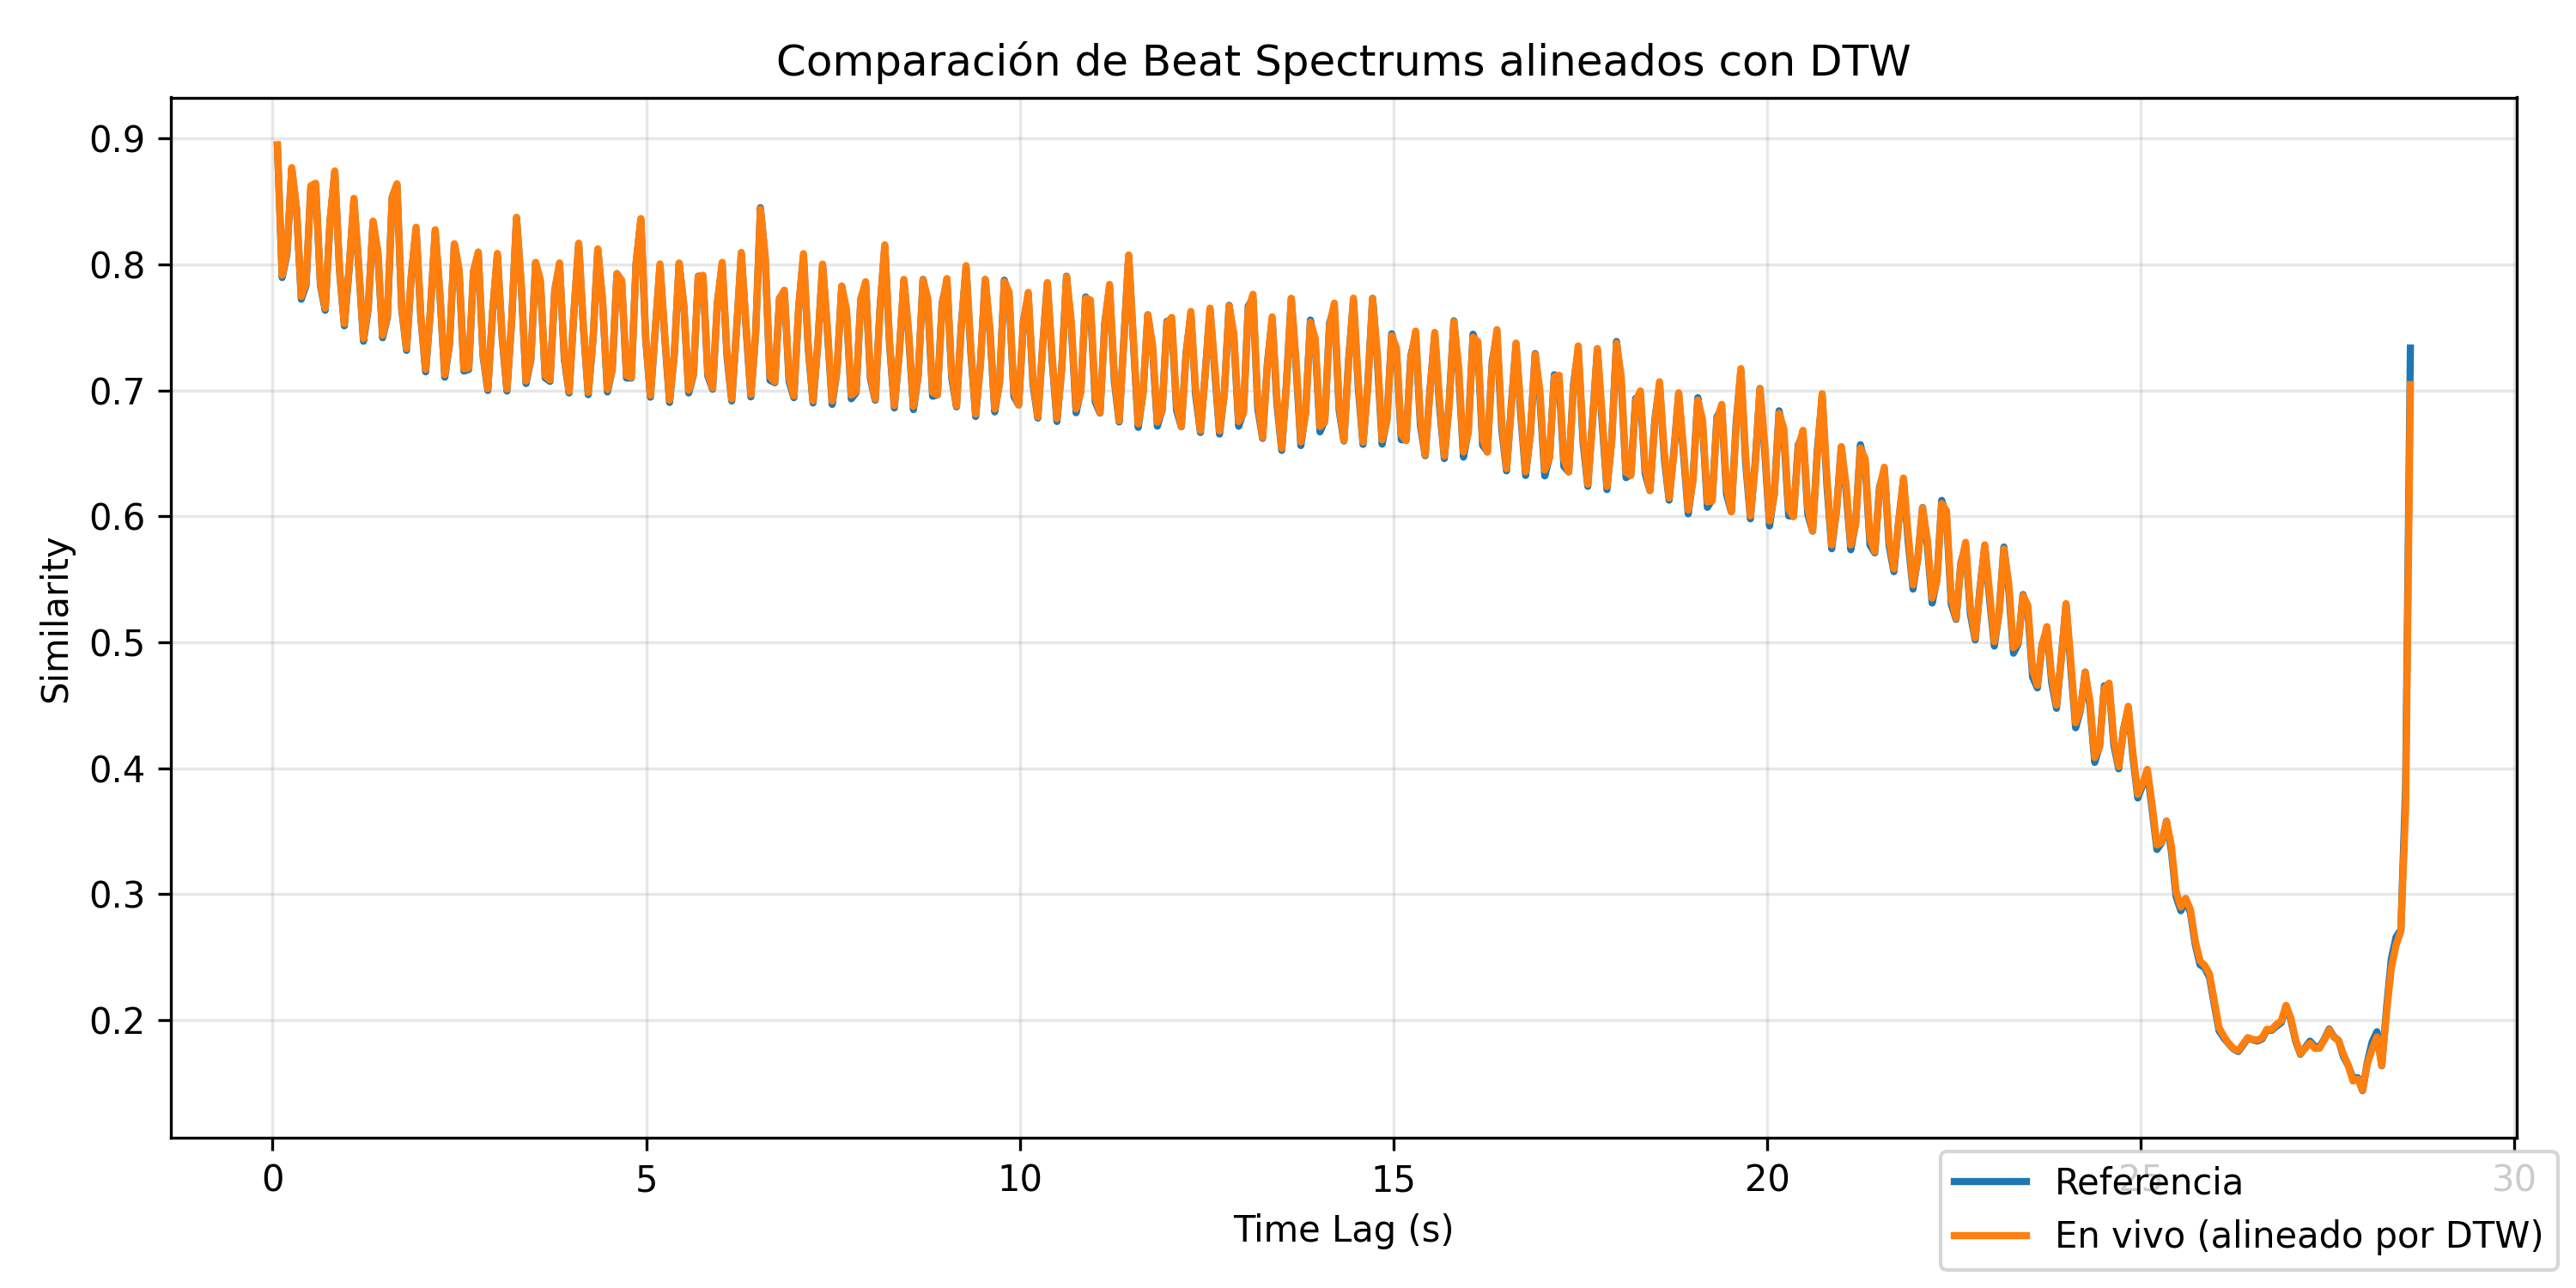 Comparación de Beat Spectrums alineados con DTW
0.9
0.8
0.7
0.6
0.5
0.4
0.3
0.2
Similarity
0 5 10 15 20 25 30
Time Lag (s)
Referencia
En vivo (alineado por DTW)